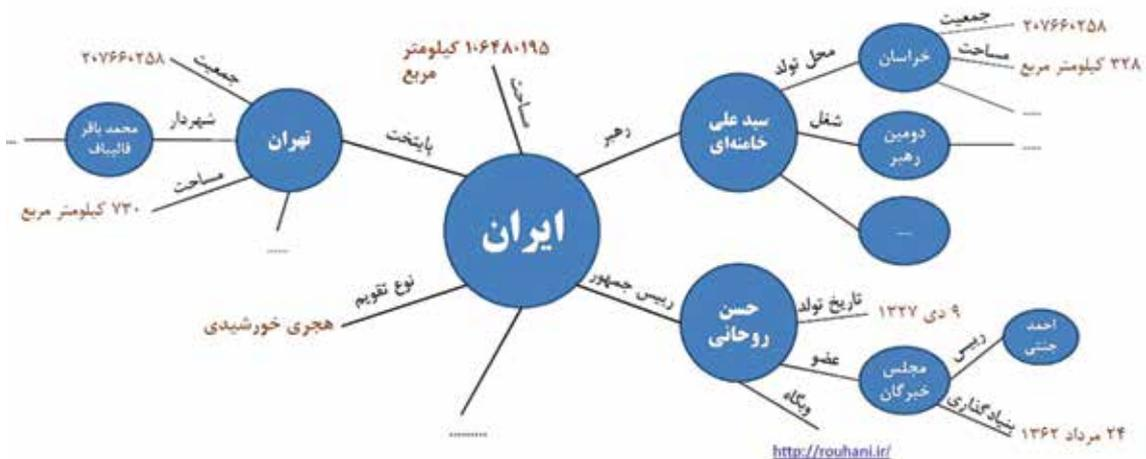 ایران
مساحت
۱۰۶۴۸۰۱۹۵ کیلومتر
مربع
رهبر
سید علی
خامنه‌ای
محل تولد
خراسان
جمعیت
۲۰۷۶۶۰۲۵۸
مساحت
۳۲۸ کیلومتر مربع
.....
شغل
دومین
رهبر
.....
....
رییس جمهور
حسن
روحانی
تاریخ تولد
۹ دی ۱۳۲۷
عضو
مجلس
خبرگان
رییس
احمد
جنتی
بنیادگذاری
۲۴ مرداد ۱۳۶۲
وبگاه
http://rouhani.ir/
.........
نوع تقویم
هجری خورشیدی
پایتخت
تهران
جمعیت
۲۰۷۶۶۰۲۵۸
شهردار
محمد باقر
قالیباف
...
مساحت
۷۳۰ کیلومتر مربع
......